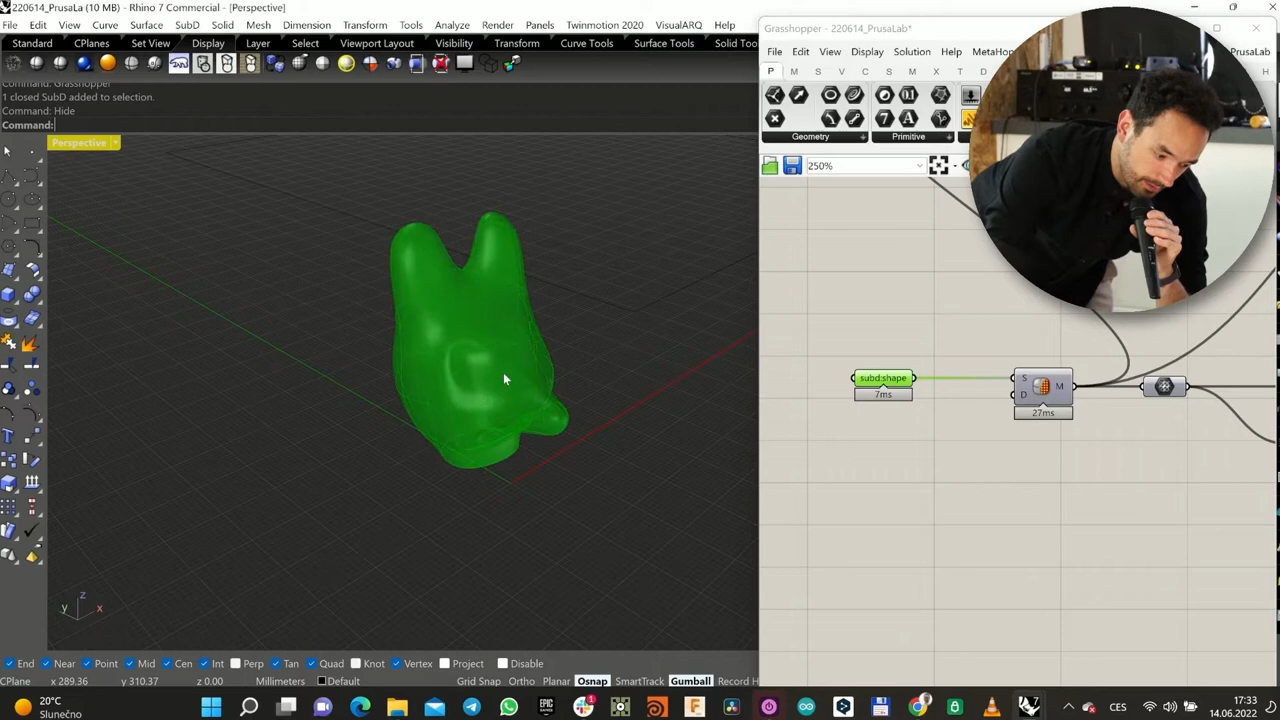 220614_PrusaLa (10 MB) - Rhino 7 Commercial - [Perspective]
File Edit View Curve Surface SubD Solid Mesh Dimension Transform Tools Analyze Render Panels Twinmotion 2020 VisualARQ Help
Standard CPlanes Set View Display Layer Select Viewport Layout Visibility Transform Curve Tools Surface Tools Solid Too
Command: Grasshopper
1 closed SubD added to selection.
Command: Hide
Command:
Perspective
z
y x
End Near Point Mid Cen Int Perp Tan Quad Knot Vertex Project Disable
CPlane x 289.36 y 310.37 z 0.00 Millimeters Default Grid Snap Ortho Planar Osnap SmartTrack Gumball Record H
Grasshopper - 220614_PrusaLab*
File Edit View Display Solution Help MetaHop
PrusaLab
P M S V C S M X T D H
Geometry Primitive
250%
subd:shape
7ms
S
D
M
27ms
20°C
Slunečno
CES
17:33
14.06.2022